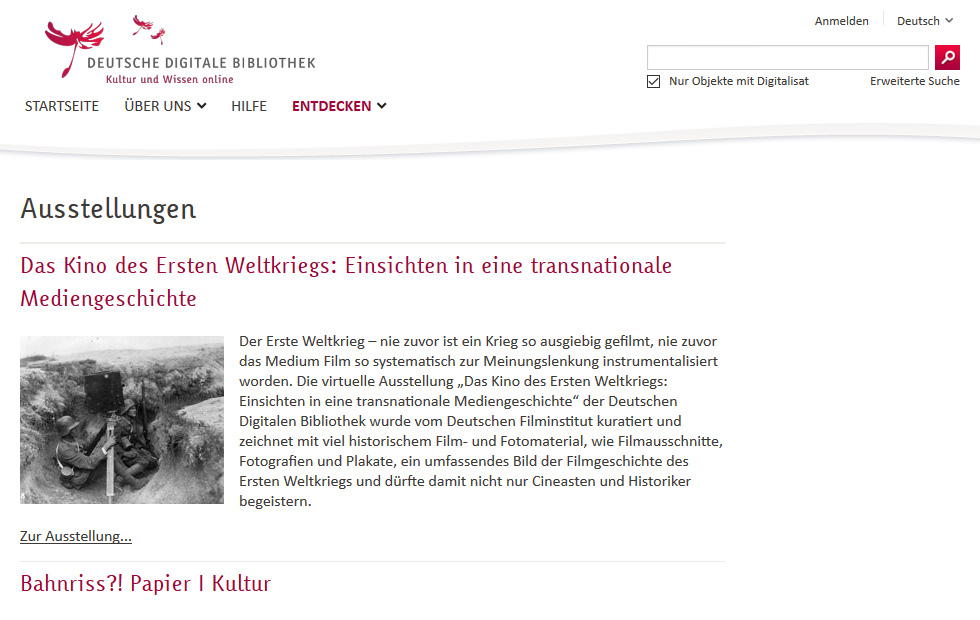 Anmelden Deutsch
DEUTSCHE DIGITALE BIBLIOTHEK
Kultur und Wissen online
Nur Objekte mit Digitalisat Erweiterte Suche
STARTSEITE ÜBER UNS HILFE ENTDECKEN
Ausstellungen
Das Kino des Ersten Weltkriegs: Einsichten in eine transnationale
Mediengeschichte
Der Erste Weltkrieg – nie zuvor ist ein Krieg so ausgiebig gefilmt, nie zuvor
das Medium Film so systematisch zur Meinungslenkung instrumentalisiert
worden. Die virtuelle Ausstellung „Das Kino des Ersten Weltkriegs:
Einsichten in eine transnationale Mediengeschichte“ der Deutschen
Digitalen Bibliothek wurde vom Deutschen Filminstitut kuratiert und
zeichnet mit viel historischem Film- und Fotomaterial, wie Filmausschnitte,
Fotografien und Plakate, ein umfassendes Bild der Filmgeschichte des
Ersten Weltkriegs und dürfte damit nicht nur Cineasten und Historiker
begeistern.
Zur Ausstellung...
Bahnriss?! Papier I Kultur